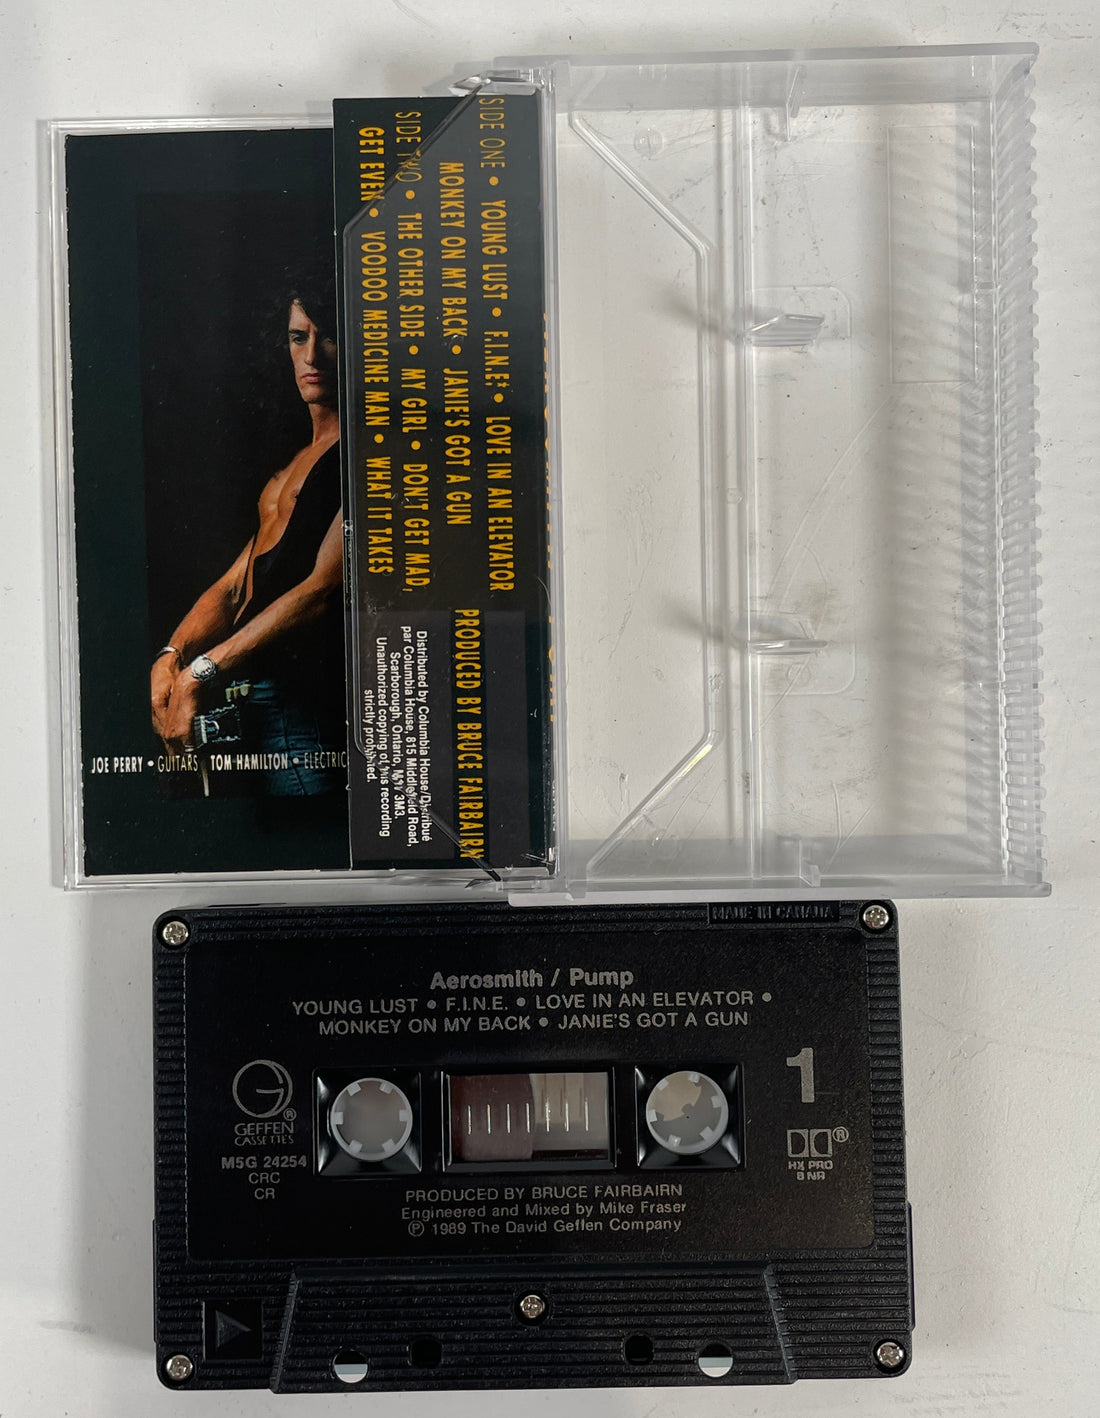 SIDE ONE • YOUNG LUST • F.I.N.E.* • LOVE IN AN ELEVATOR
MONKEY ON MY BACK • JANIE'S GOT A GUN
SIDE TWO • THE OTHER SIDE • MY GIRL • DON'T GET MAD,
GET EVEN • VOODOO MEDICINE MAN • WHAT IT TAKES
PRODUCED BY BRUCE FAIRBAIRN
Distributed by Columbia House/Distribué
par Columbia House, 815 Middlefield Road,
Scarborough, Ontario, M1V 3M3.
Unauthorized copying of this recording
strictly prohibited.
JOE PERRY • GUITARS TOM HAMILTON • ELECTRIC
MADE IN CANADA
Aerosmith / Pump
YOUNG LUST • F.I.N.E. • LOVE IN AN ELEVATOR •
MONKEY ON MY BACK • JANIE'S GOT A GUN
1
G
®
GEFFEN
CASSETTES
M5G 24254
CRC
CR
®
HX PRO
B NR
PRODUCED BY BRUCE FAIRBAIRN
Engineered and Mixed by Mike Fraser
℗ 1989 The David Geffen Company